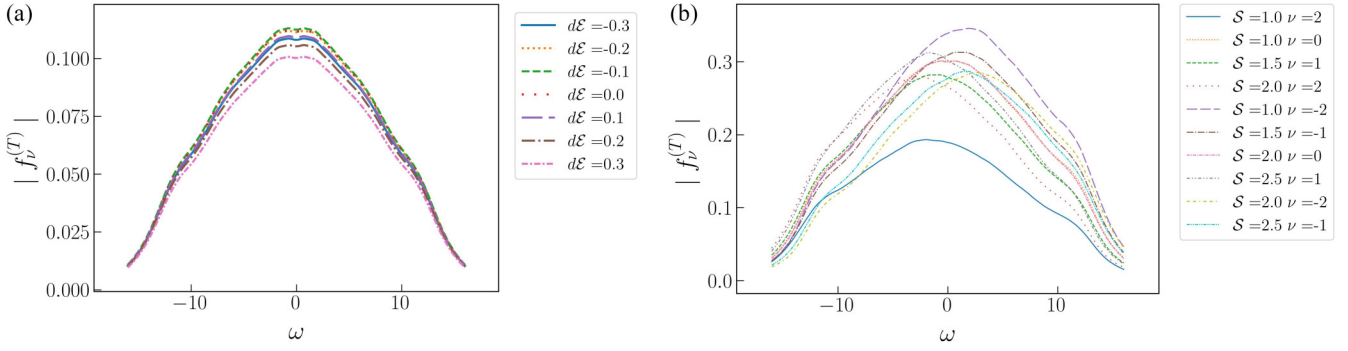 (a)
0.100
0.075
0.050
0.025
0.000
| f_ν^(T) |
−10
0
10
ω
dℰ =-0.3
dℰ =-0.2
dℰ =-0.1
dℰ =0.0
dℰ =0.1
dℰ =0.2
dℰ =0.3
(b)
0.3
0.2
0.1
0.0
| f_ν^(T) |
−10
0
10
ω
𝒮 =1.0 ν =2
𝒮 =1.0 ν =0
𝒮 =1.5 ν =1
𝒮 =2.0 ν =2
𝒮 =1.0 ν =-2
𝒮 =1.5 ν =-1
𝒮 =2.0 ν =0
𝒮 =2.5 ν =1
𝒮 =2.0 ν =-2
𝒮 =2.5 ν =-1